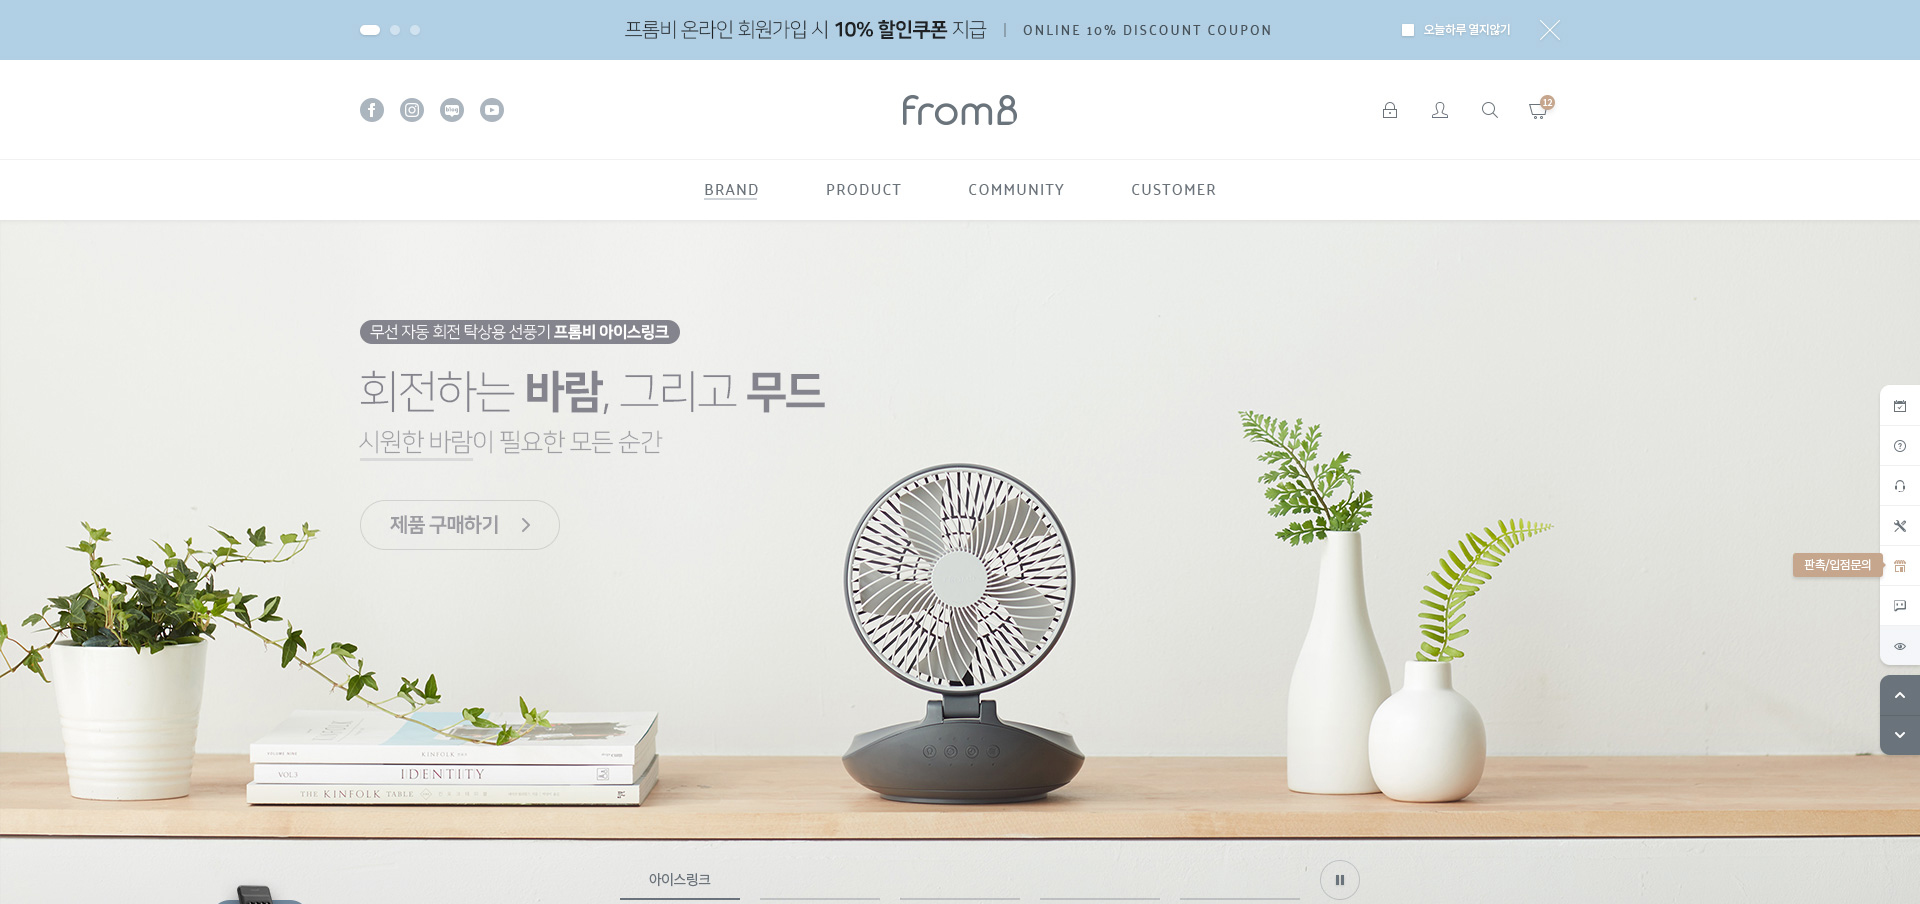 프롬비 온라인 회원가입 시 10% 할인쿠폰 지급 | ONLINE 10% DISCOUNT COUPON
오늘하루 열지않기
blog
from8
12
BRAND
PRODUCT
COMMUNITY
CUSTOMER
무선 자동 회전 탁상용 선풍기 프롬비 아이스링크
회전하는 바람, 그리고 무드
시원한 바람이 필요한 모든 순간
제품 구매하기
판촉/입점문의
VOLUME NINE
KINFOLK
VOL.3
IDENTITY
THE KINFOLK TABLE
아이스링크